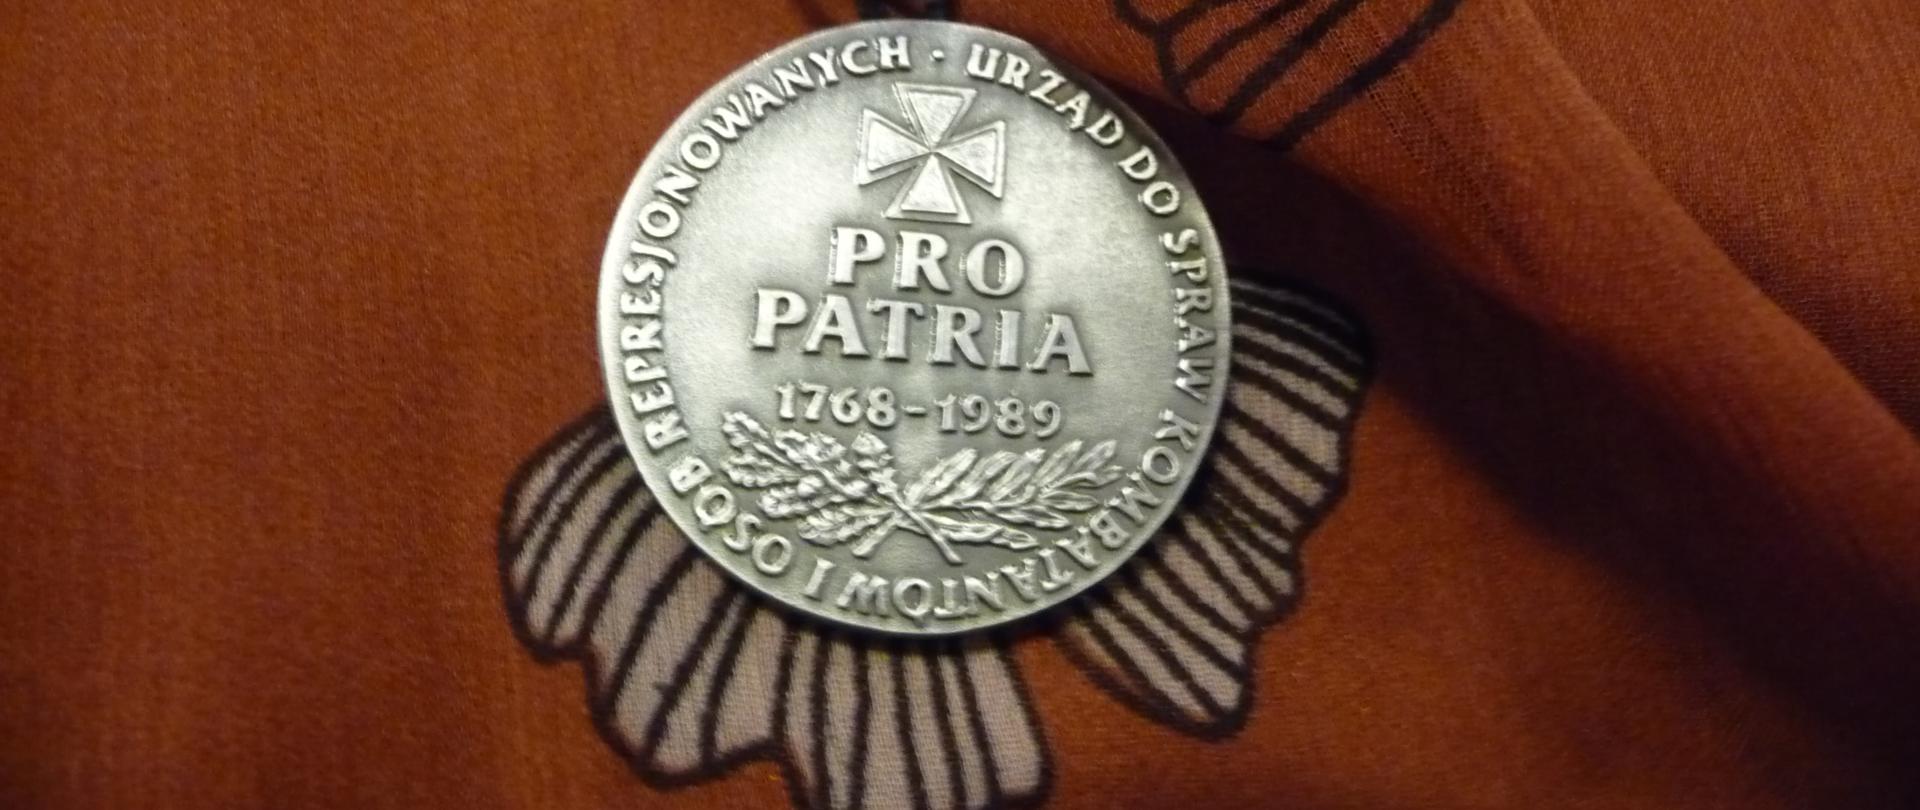 URZĄD DO SPRAW KOMBATANTÓW I OSÓB REPRESJONOWANYCH ·
PRO
PATRIA
1768-1989